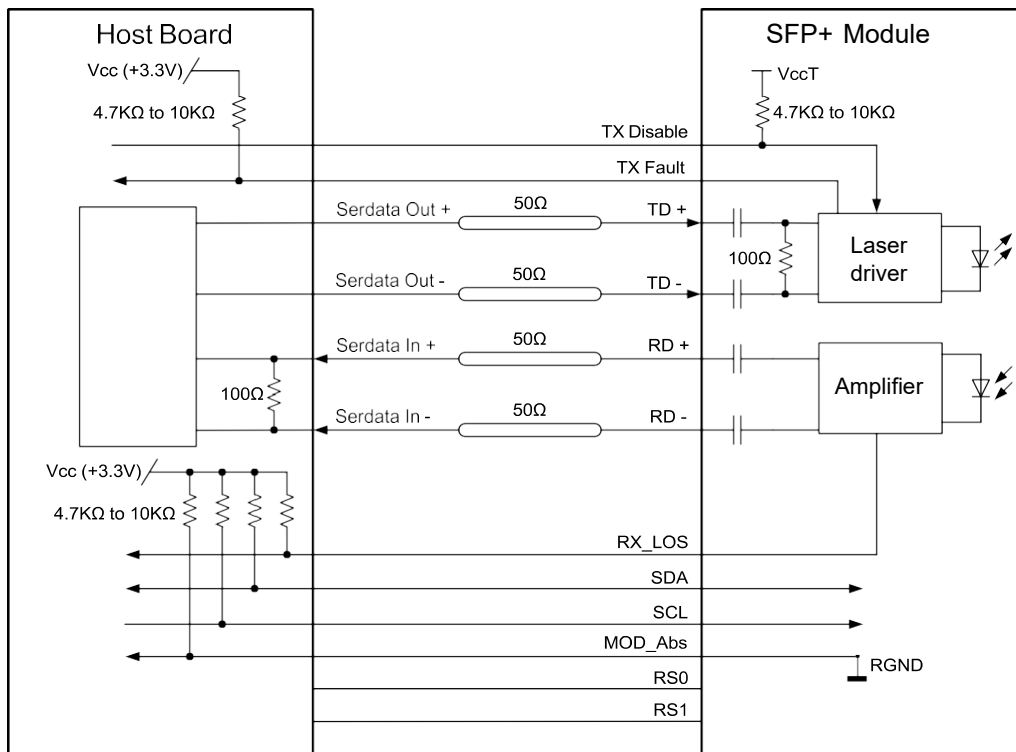 Host Board
SFP+ Module
Vcc (+3.3V)
VccT
4.7KΩ to 10KΩ
4.7KΩ to 10KΩ
TX Disable
TX Fault
Serdata Out +
50Ω
TD +
100Ω
Laser
driver
Serdata Out -
50Ω
TD -
Serdata In +
50Ω
RD +
100Ω
Amplifier
Serdata In -
50Ω
RD -
Vcc (+3.3V)
4.7KΩ to 10KΩ
RX_LOS
SDA
SCL
MOD_Abs
RGND
RS0
RS1